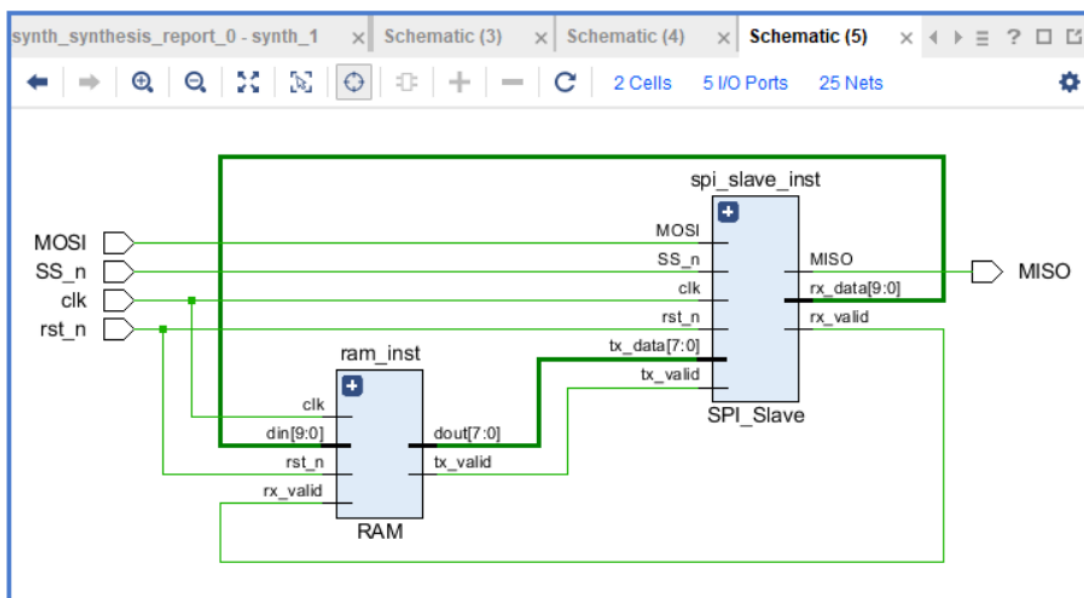 synth_synthesis_report_0 - synth_1
Schematic (3)
Schematic (4)
Schematic (5)
2 Cells
5 I/O Ports
25 Nets
spi_slave_inst
MOSI
MOSI
SS_n
SS_n
MISO
MISO
clk
clk
rx_data[9:0]
rst_n
rst_n
rx_valid
tx_data[7:0]
ram_inst
tx_valid
clk
SPI_Slave
din[9:0]
dout[7:0]
rst_n
tx_valid
rx_valid
RAM